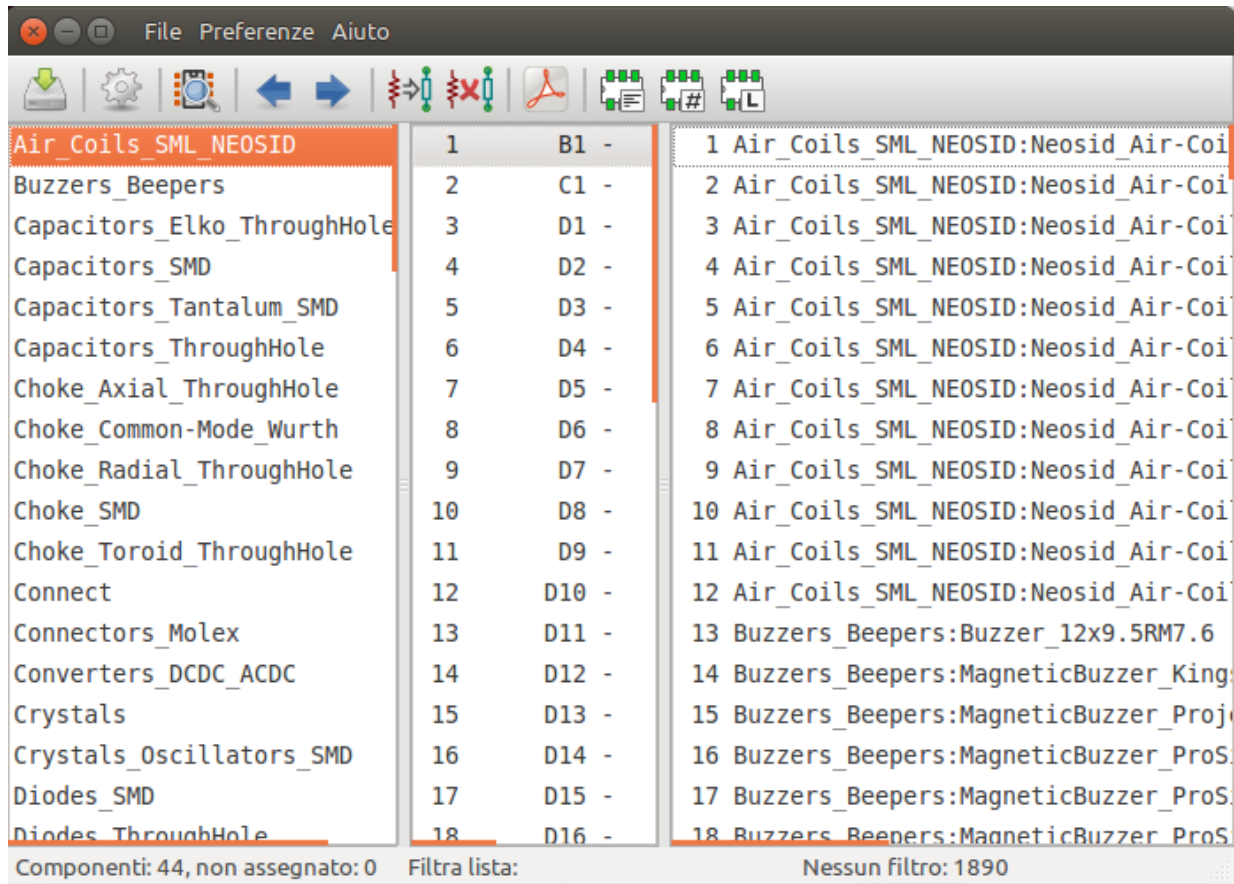 File Preferenze Aiuto
Air_Coils_SML_NEOSID
Buzzers_Beepers
Capacitors_Elko_ThroughHole
Capacitors_SMD
Capacitors_Tantalum_SMD
Capacitors_ThroughHole
Choke_Axial_ThroughHole
Choke_Common-Mode_Wurth
Choke_Radial_ThroughHole
Choke_SMD
Choke_Toroid_ThroughHole
Connect
Connectors_Molex
Converters_DCDC_ACDC
Crystals
Crystals_Oscillators_SMD
Diodes_SMD
Diodes_ThroughHole
1 B1 -
2 C1 -
3 D1 -
4 D2 -
5 D3 -
6 D4 -
7 D5 -
8 D6 -
9 D7 -
10 D8 -
11 D9 -
12 D10 -
13 D11 -
14 D12 -
15 D13 -
16 D14 -
17 D15 -
18 D16 -
1 Air_Coils_SML_NEOSID:Neosid_Air-Coi
2 Air_Coils_SML_NEOSID:Neosid_Air-Coi
3 Air_Coils_SML_NEOSID:Neosid_Air-Coi
4 Air_Coils_SML_NEOSID:Neosid_Air-Coi
5 Air_Coils_SML_NEOSID:Neosid_Air-Coi
6 Air_Coils_SML_NEOSID:Neosid_Air-Coi
7 Air_Coils_SML_NEOSID:Neosid_Air-Coi
8 Air_Coils_SML_NEOSID:Neosid_Air-Coi
9 Air_Coils_SML_NEOSID:Neosid_Air-Coi
10 Air_Coils_SML_NEOSID:Neosid_Air-Coi
11 Air_Coils_SML_NEOSID:Neosid_Air-Coi
12 Air_Coils_SML_NEOSID:Neosid_Air-Coi
13 Buzzers_Beepers:Buzzer_12x9.5RM7.6
14 Buzzers_Beepers:MagneticBuzzer_King
15 Buzzers_Beepers:MagneticBuzzer_Proj
16 Buzzers_Beepers:MagneticBuzzer_ProS
17 Buzzers_Beepers:MagneticBuzzer_ProS
18 Buzzers_Beepers:MagneticBuzzer_ProS
Componenti: 44, non assegnato: 0 Filtra lista: Nessun filtro: 1890